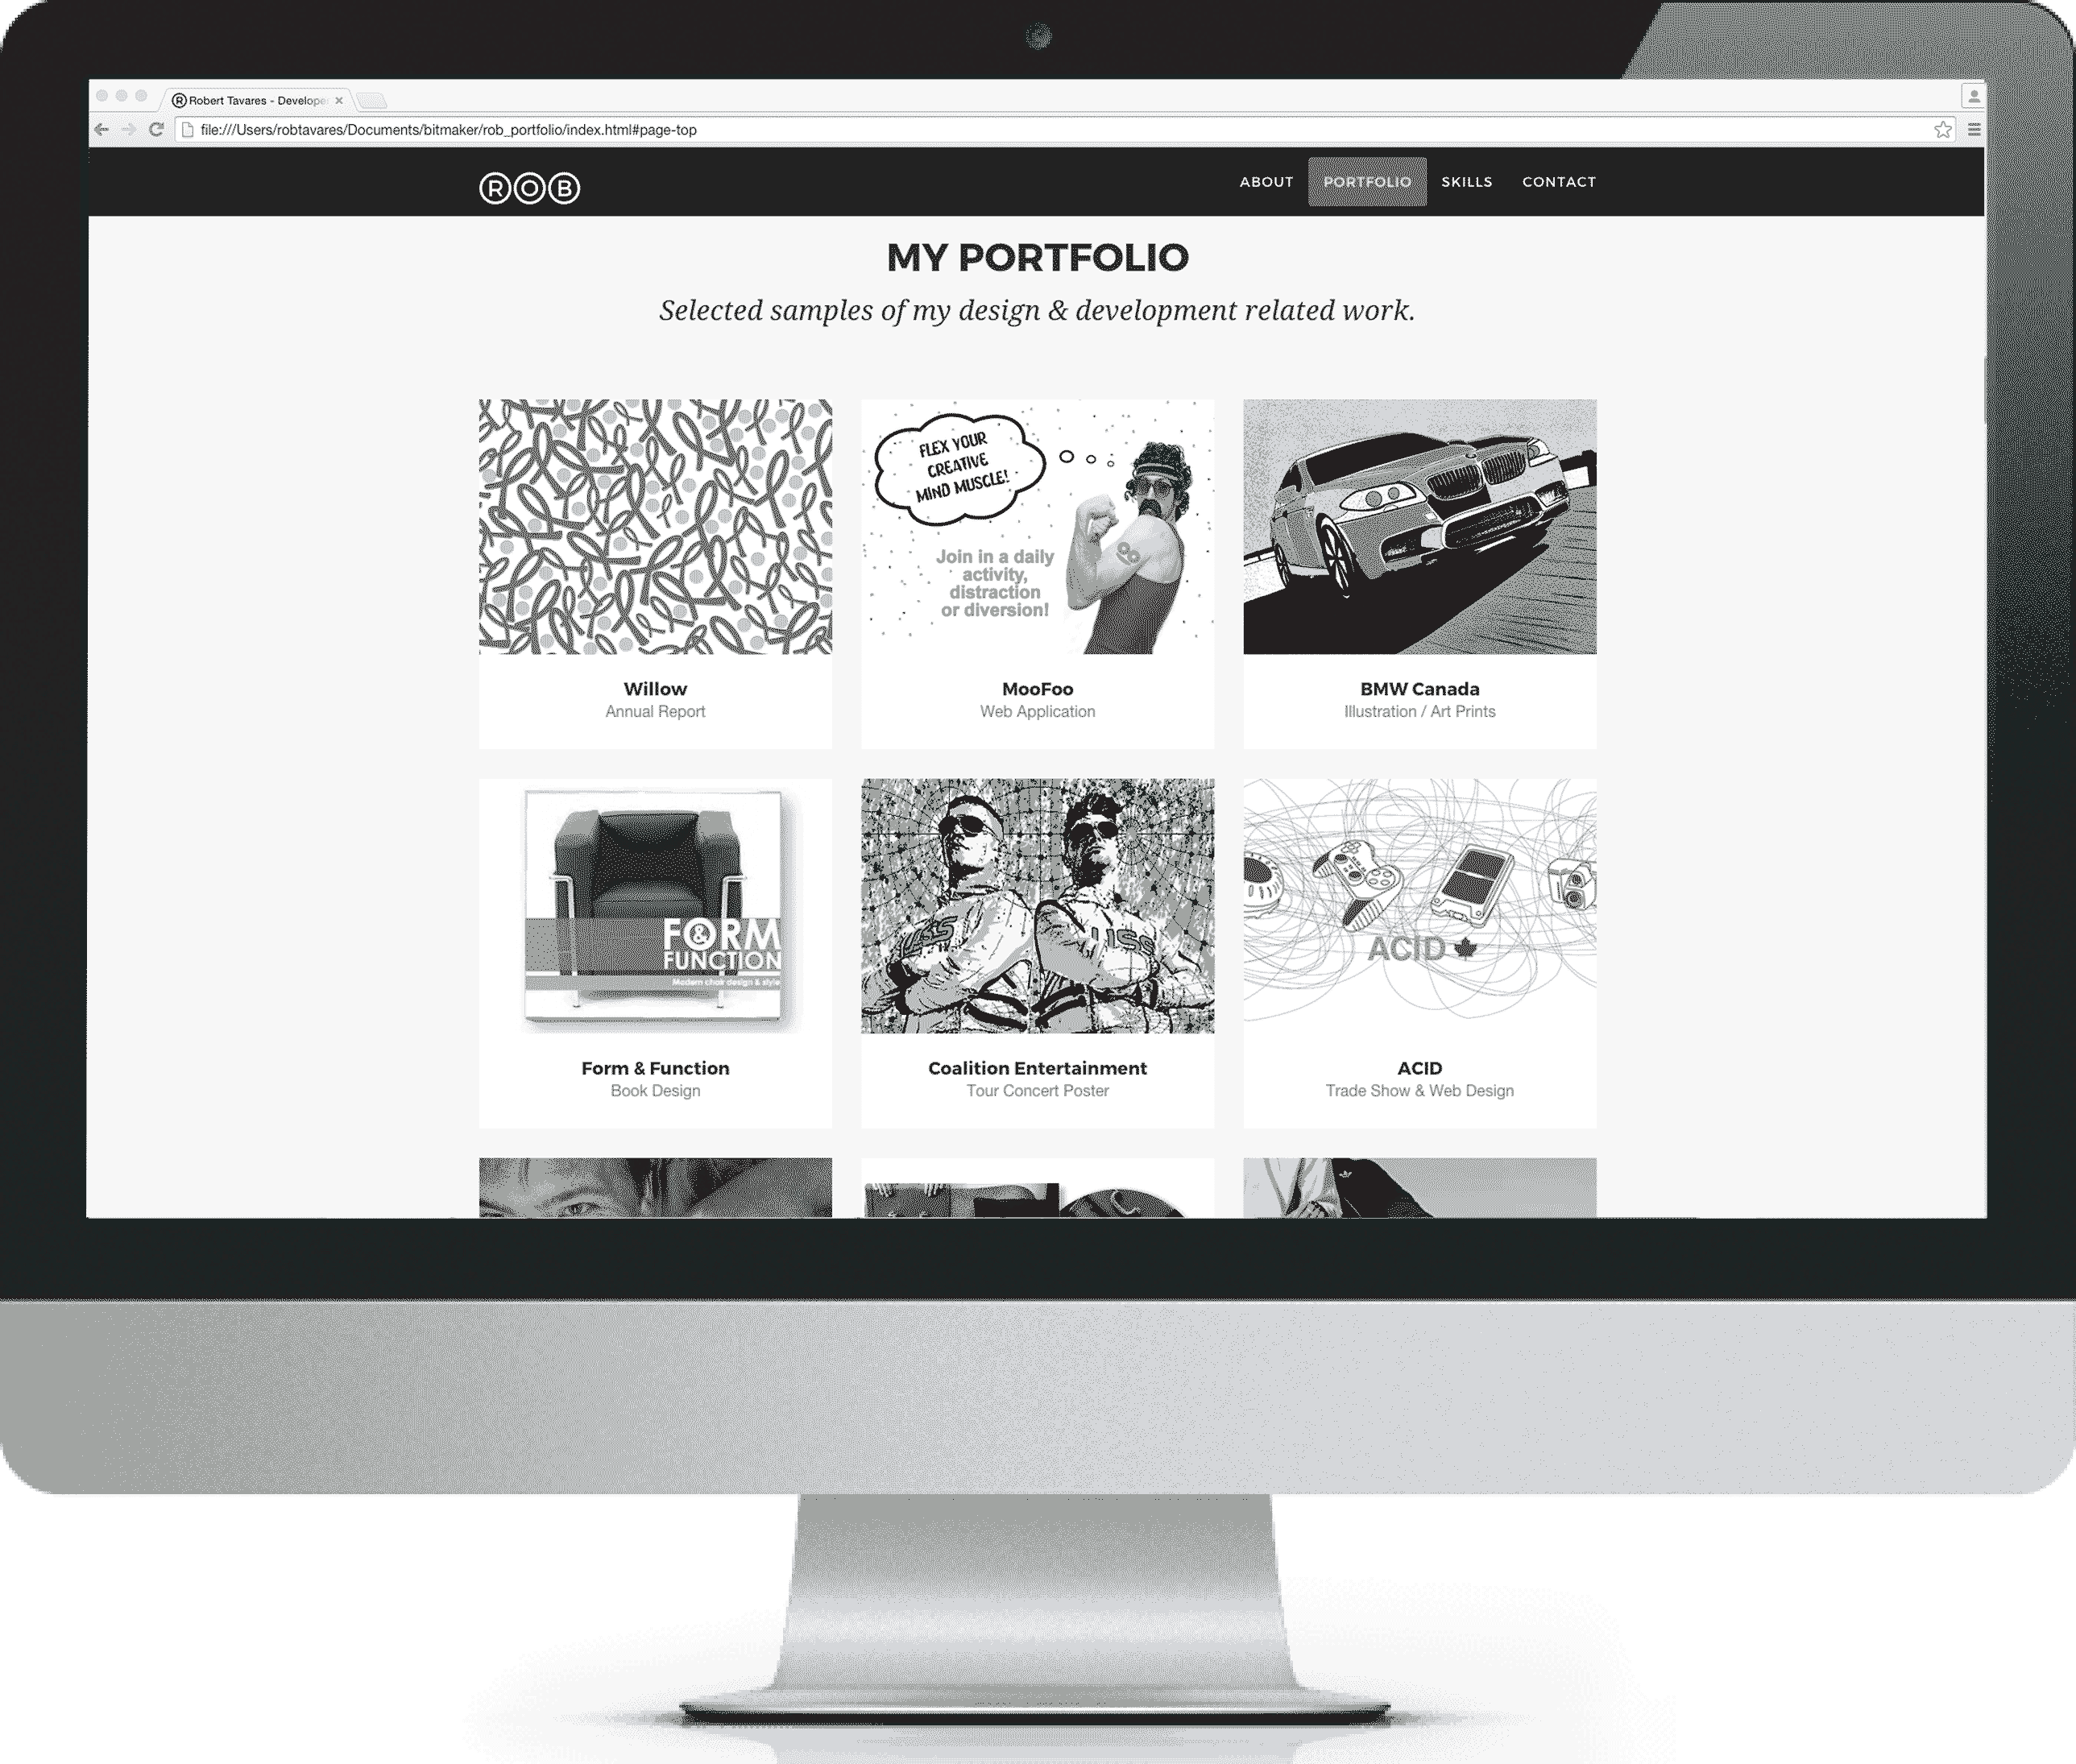 Robert Tavares - Develope
file:///Users/robtavares/Documents/bitmaker/rob_portfolio/index.html#page-top
ROB
ABOUT PORTFOLIO SKILLS CONTACT
MY PORTFOLIO
Selected samples of my design & development related work.
FLEX YOUR
CREATIVE
MIND MUSCLE!
Join in a daily
activity,
distraction
or diversion!
Willow
Annual Report
MooFoo
Web Application
BMW Canada
Illustration / Art Prints
FORM
&
FUNCTION
Modern chair design & style
USS
USS
ACID
Form & Function
Book Design
Coalition Entertainment
Tour Concert Poster
ACID
Trade Show & Web Design